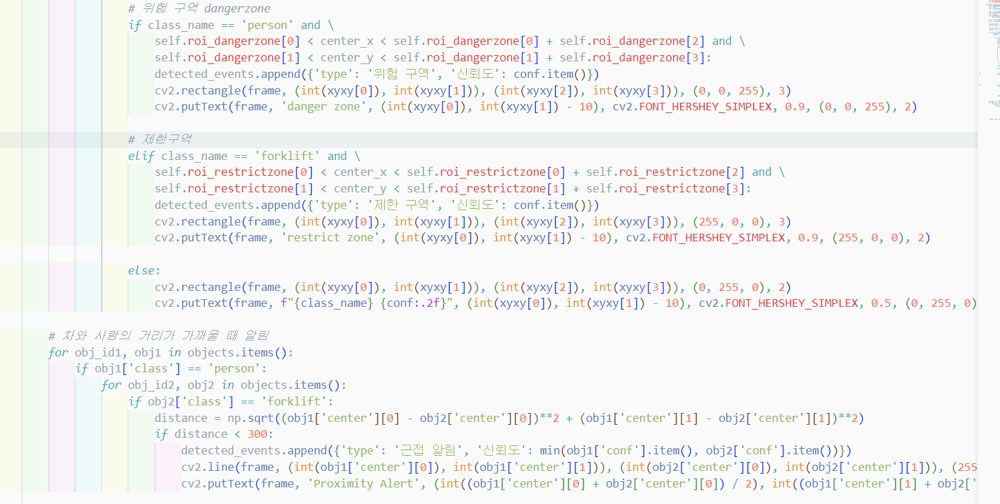 # 위험 구역 dangerzone
if class_name == 'person' and \
self.roi_dangerzone[0] < center_x < self.roi_dangerzone[0] + self.roi_dangerzone[2] and \
self.roi_dangerzone[1] < center_y < self.roi_dangerzone[1] + self.roi_dangerzone[3]:
detected_events.append({'type': '위험 구역', '신뢰도': conf.item()})
cv2.rectangle(frame, (int(xyxy[0]), int(xyxy[1])), (int(xyxy[2]), int(xyxy[3])), (0, 0, 255), 3)
cv2.putText(frame, 'danger zone', (int(xyxy[0]), int(xyxy[1]) - 10), cv2.FONT_HERSHEY_SIMPLEX, 0.9, (0, 0, 255), 2)
# 제한구역
elif class_name == 'forklift' and \
self.roi_restrictzone[0] < center_x < self.roi_restrictzone[0] + self.roi_restrictzone[2] and \
self.roi_restrictzone[1] < center_y < self.roi_restrictzone[1] + self.roi_restrictzone[3]:
detected_events.append({'type': '제한 구역', '신뢰도': conf.item()})
cv2.rectangle(frame, (int(xyxy[0]), int(xyxy[1])), (int(xyxy[2]), int(xyxy[3])), (255, 0, 0), 3)
cv2.putText(frame, 'restrict zone', (int(xyxy[0]), int(xyxy[1]) - 10), cv2.FONT_HERSHEY_SIMPLEX, 0.9, (255, 0, 0), 2)
else:
cv2.rectangle(frame, (int(xyxy[0]), int(xyxy[1])), (int(xyxy[2]), int(xyxy[3])), (0, 255, 0), 2)
cv2.putText(frame, f"{class_name} {conf:.2f}", (int(xyxy[0]), int(xyxy[1]) - 10), cv2.FONT_HERSHEY_SIMPLEX, 0.5, (0, 255, 0)
# 차와 사람의 거리가 가까울 때 알림
for obj_id1, obj1 in objects.items():
if obj1['class'] == 'person':
for obj_id2, obj2 in objects.items():
if obj2['class'] == 'forklift':
distance = np.sqrt((obj1['center'][0] - obj2['center'][0])**2 + (obj1['center'][1] - obj2['center'][1])**2)
if distance < 300:
detected_events.append({'type': '근접 알림', '신뢰도': min(obj1['conf'].item(), obj2['conf'].item())})
cv2.line(frame, (int(obj1['center'][0]), int(obj1['center'][1])), (int(obj2['center'][0]), int(obj2['center'][1])), (255
cv2.putText(frame, 'Proximity Alert', (int((obj1['center'][0] + obj2['center'][0]) / 2), int((obj1['center'][1] + obj2['